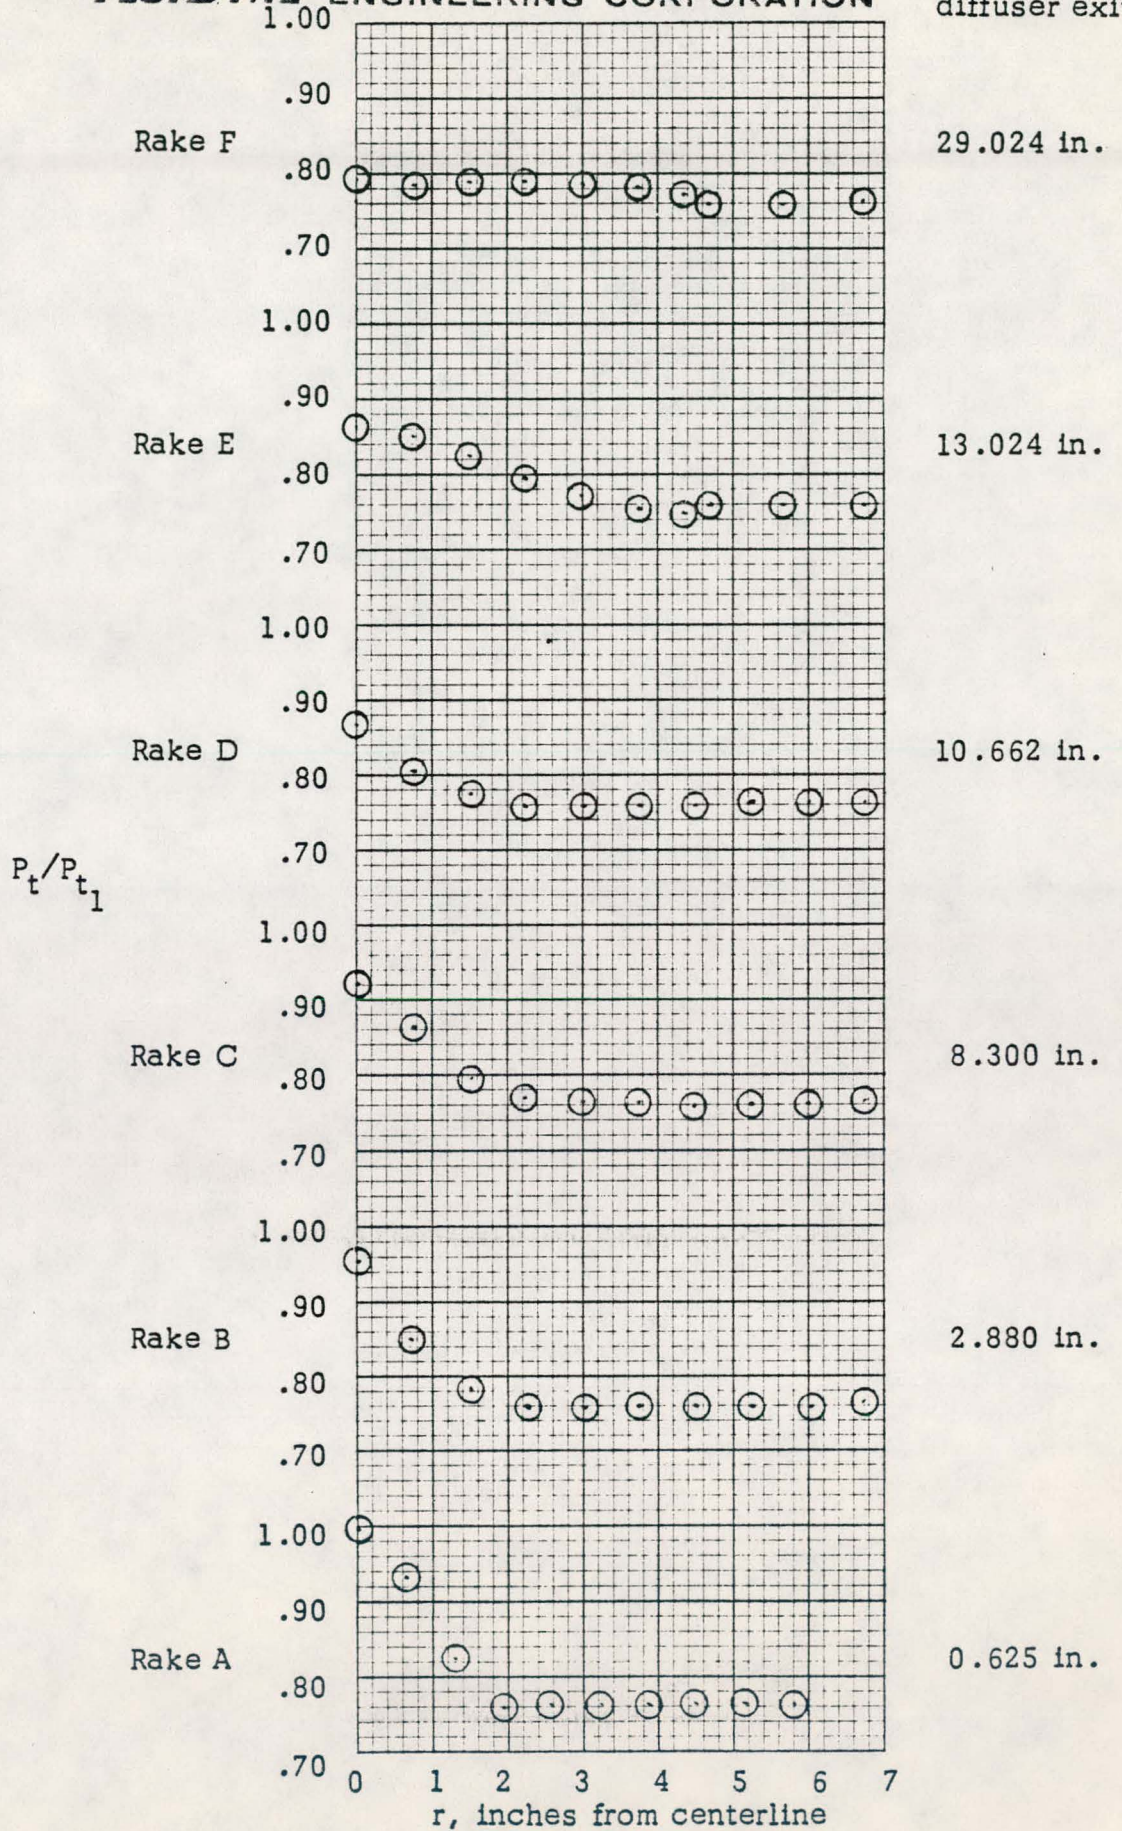 ENGINEERING CORPORATION
diffuser
1.00
.90
Rake F
29.024 in.
.80
.70
1.00
.90
Rake E
13.024 in.
.80
.70
1.00
.90
Rake D
10.662 in.
.80
.70
Pt/Pt1
1.00
.90
Rake C
8.300 in.
.80
.70
1.00
.90
Rake B
2.880 in.
.80
.70
1.00
.90
Rake A
0.625 in.
.80
.70
0 1 2 3 4 5 6 7
r, inches from centerline